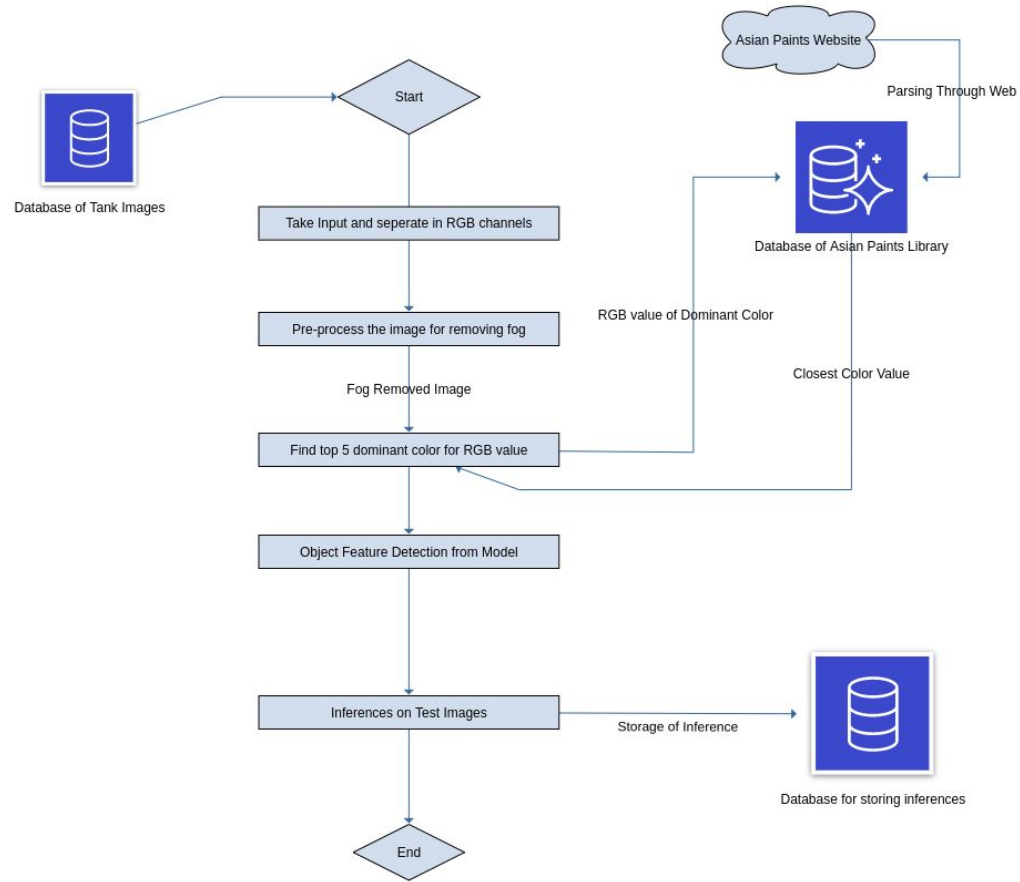 Asian Paints Website
Parsing Through Web
Start
Database of Tank Images
Take Input and seperate in RGB channels
Database of Asian Paints Library
Pre-process the image for removing fog
RGB value of Dominant Color
Closest Color Value
Fog Removed Image
Find top 5 dominant color for RGB value
Object Feature Detection from Model
Inferences on Test Images
Storage of Inference
Database for storing inferences
End